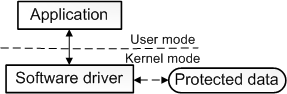 Application
User mode
Kernel mode
Software driver
Protected data